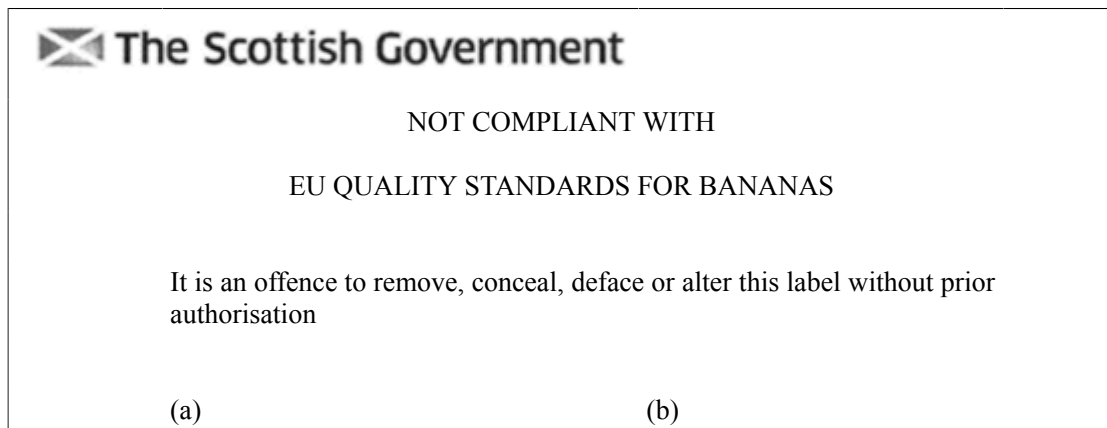 The Scottish Government
NOT COMPLIANT WITH
EU QUALITY STANDARDS FOR BANANAS
It is an offence to remove, conceal, deface or alter this label without prior
authorisation
(a) (b)